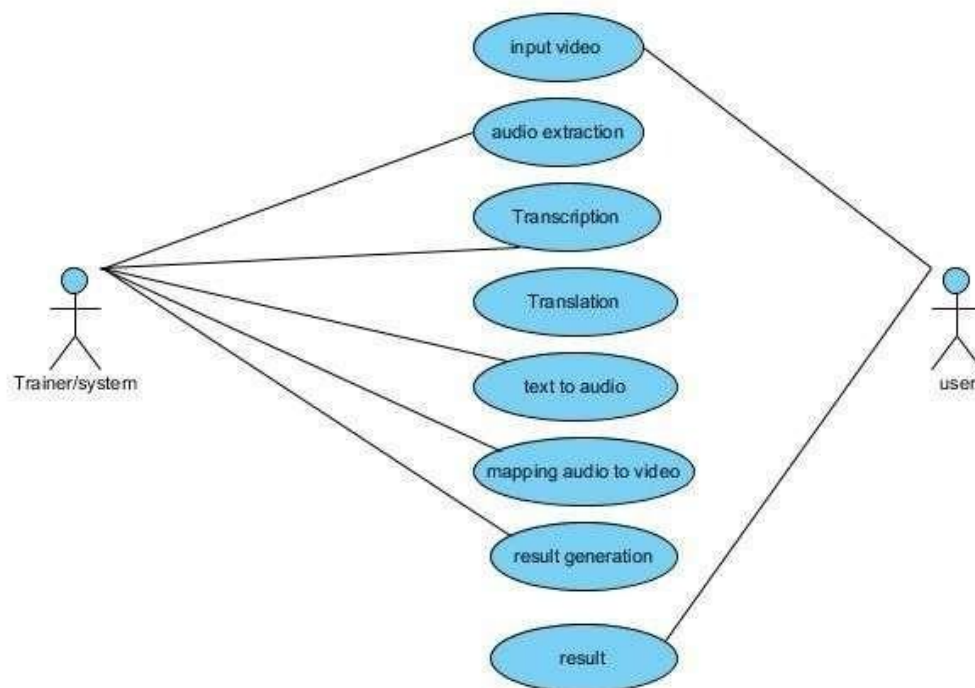 input video
audio extraction
Transcription
Translation
Trainer/system
text to audio
user
mapping audio to video
result generation
result